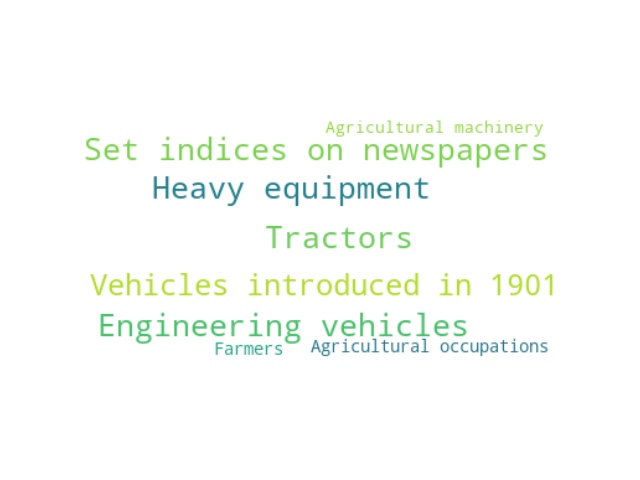 Agricultural machinery
Set indices on newspapers
Heavy equipment
Tractors
Vehicles introduced in 1901
Engineering vehicles
Farmers
Agricultural occupations